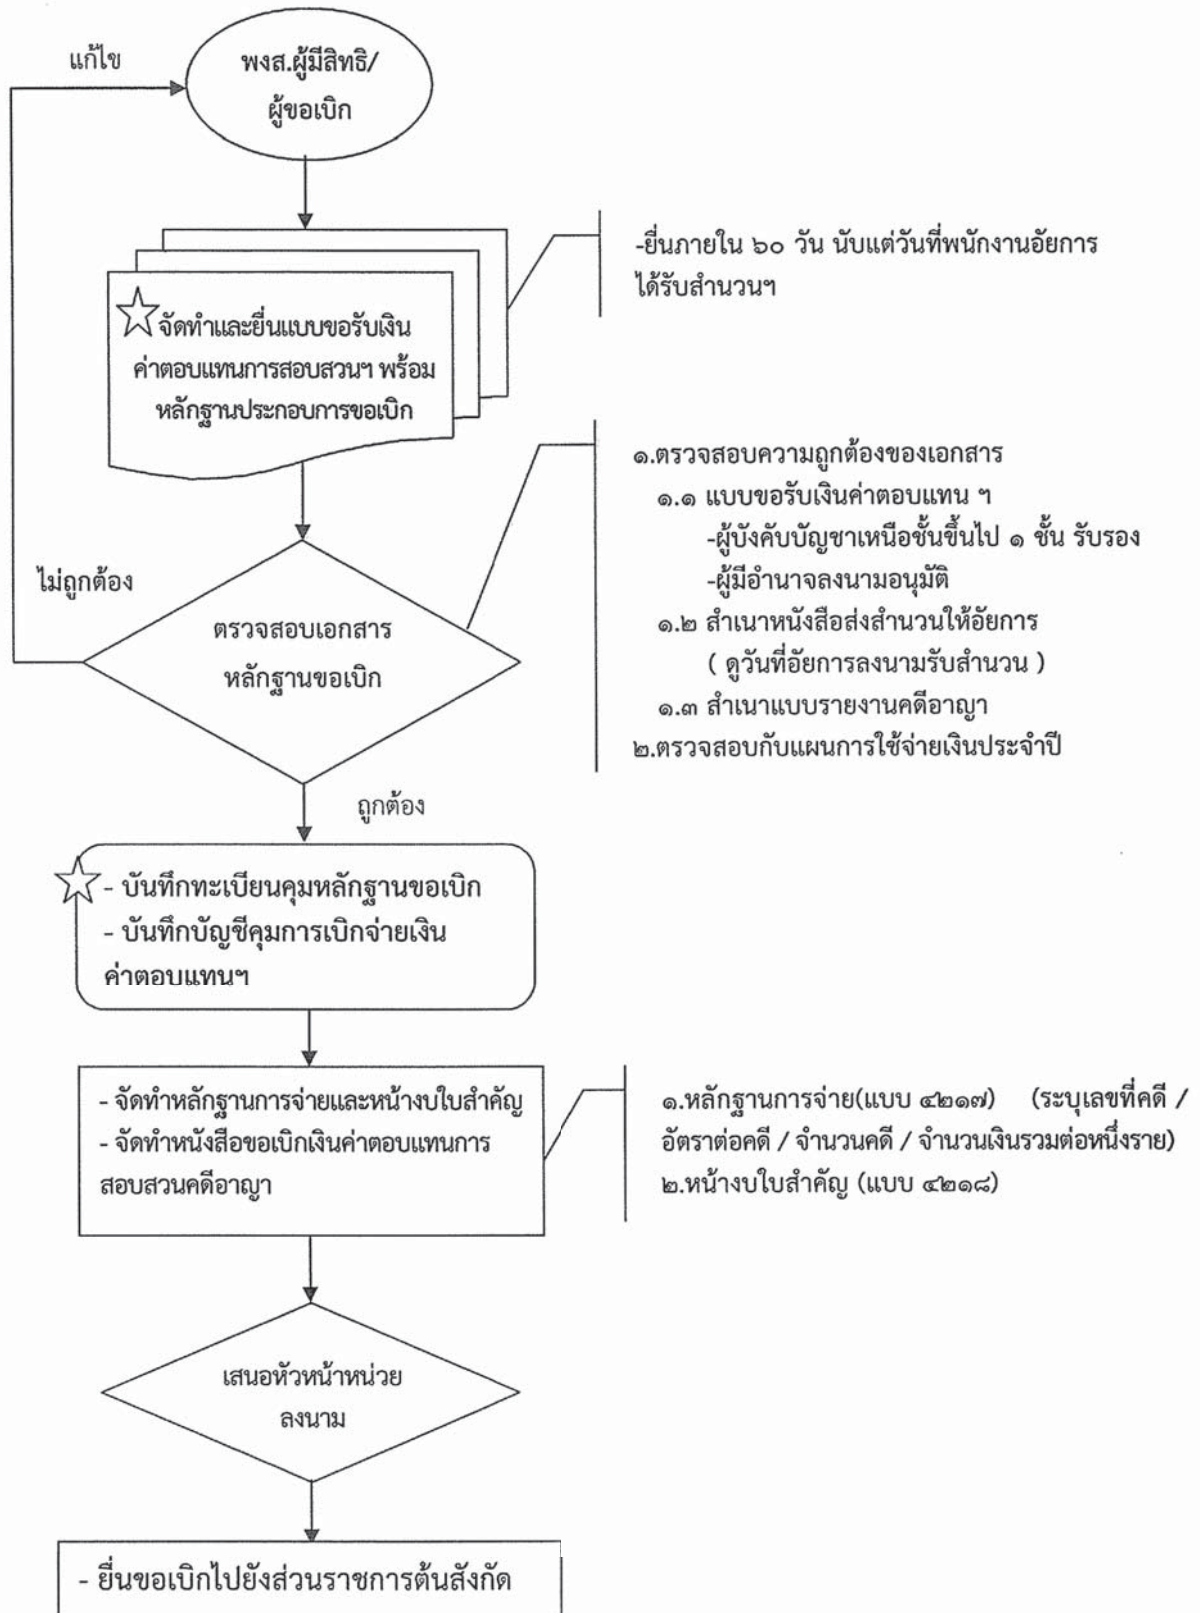 แก้ไข
พงส.ผู้มีสิทธิ/
ผู้ขอเบิก
-ยื่นภายใน ๖๐ วัน นับแต่วันที่พนักงานอัยการ
ได้รับสำนวนฯ
จัดทำและยื่นแบบขอรับเงิน
ค่าตอบแทนการสอบสวนฯ พร้อม
หลักฐานประกอบการขอเบิก
๑.ตรวจสอบความถูกต้องของเอกสาร
๑.๑ แบบขอรับเงินค่าตอบแทน ฯ
-ผู้บังคับบัญชาเหนือชั้นขึ้นไป ๑ ชั้น รับรอง
-ผู้มีอำนาจลงนามอนุมัติ
๑.๒ สำเนาหนังสือส่งสำนวนให้อัยการ
( ดูวันที่อัยการลงนามรับสำนวน )
๑.๓ สำเนาแบบรายงานคดีอาญา
๒.ตรวจสอบกับแผนการใช้จ่ายเงินประจำปี
ไม่ถูกต้อง
ตรวจสอบเอกสาร
หลักฐานขอเบิก
ถูกต้อง
- บันทึกทะเบียนคุมหลักฐานขอเบิก
- บันทึกบัญชีคุมการเบิกจ่ายเงิน
ค่าตอบแทนฯ
- จัดทำหลักฐานการจ่ายและหน้างบใบสำคัญ
- จัดทำหนังสือขอเบิกเงินค่าตอบแทนการ
สอบสวนคดีอาญา
๑.หลักฐานการจ่าย(แบบ ๔๒๑๗) (ระบุเลขที่คดี /
อัตราต่อคดี / จำนวนคดี / จำนวนเงินรวมต่อหนึ่งราย)
๒.หน้างบใบสำคัญ (แบบ ๔๒๑๘)
เสนอหัวหน้าหน่วย
ลงนาม
- ยื่นขอเบิกไปยังส่วนราชการต้นสังกัด